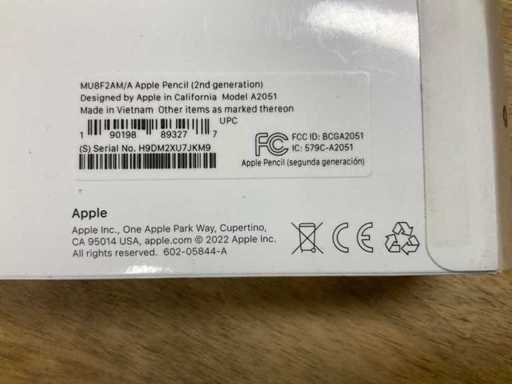 MU8F2AM/A Apple Pencil (2nd generation)
Designed by Apple in California Model A2051
Made in Vietnam Other items as marked thereon
UPC
1 90198 89327 7
(S) Serial No. H9DM2XU7JKM9
FCC ID: BCGA2051
IC: 579C-A2051
Apple Pencil (segunda generación)
Apple
Apple Inc., One Apple Park Way, Cupertino,
CA 95014 USA, apple.com © 2022 Apple Inc.
All rights reserved. 602-05844-A